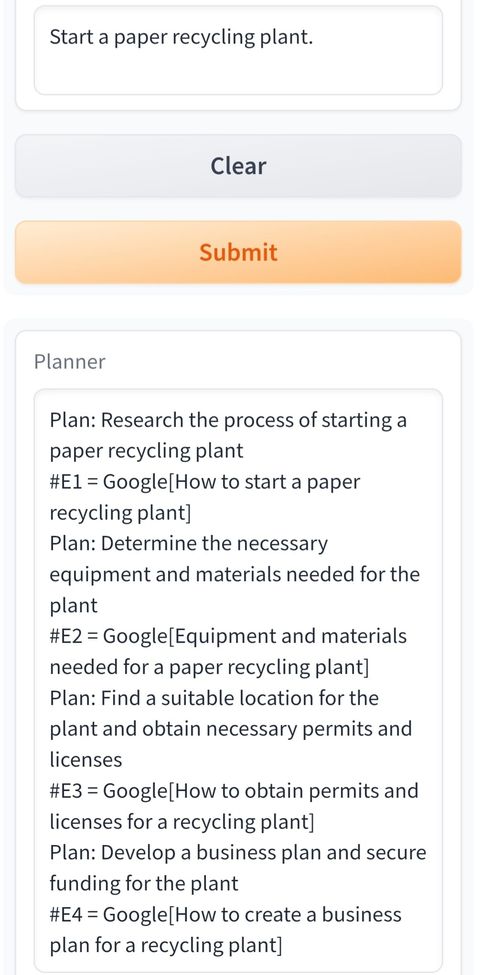 Start a paper recycling plant.
Clear
Submit
Planner
Plan: Research the process of starting a
paper recycling plant
#E1 = Google[How to start a paper
recycling plant]
Plan: Determine the necessary
equipment and materials needed for the
plant
#E2 = Google[Equipment and materials
needed for a paper recycling plant]
Plan: Find a suitable location for the
plant and obtain necessary permits and
licenses
#E3 = Google[How to obtain permits and
licenses for a recycling plant]
Plan: Develop a business plan and secure
funding for the plant
#E4 = Google[How to create a business
plan for a recycling plant]